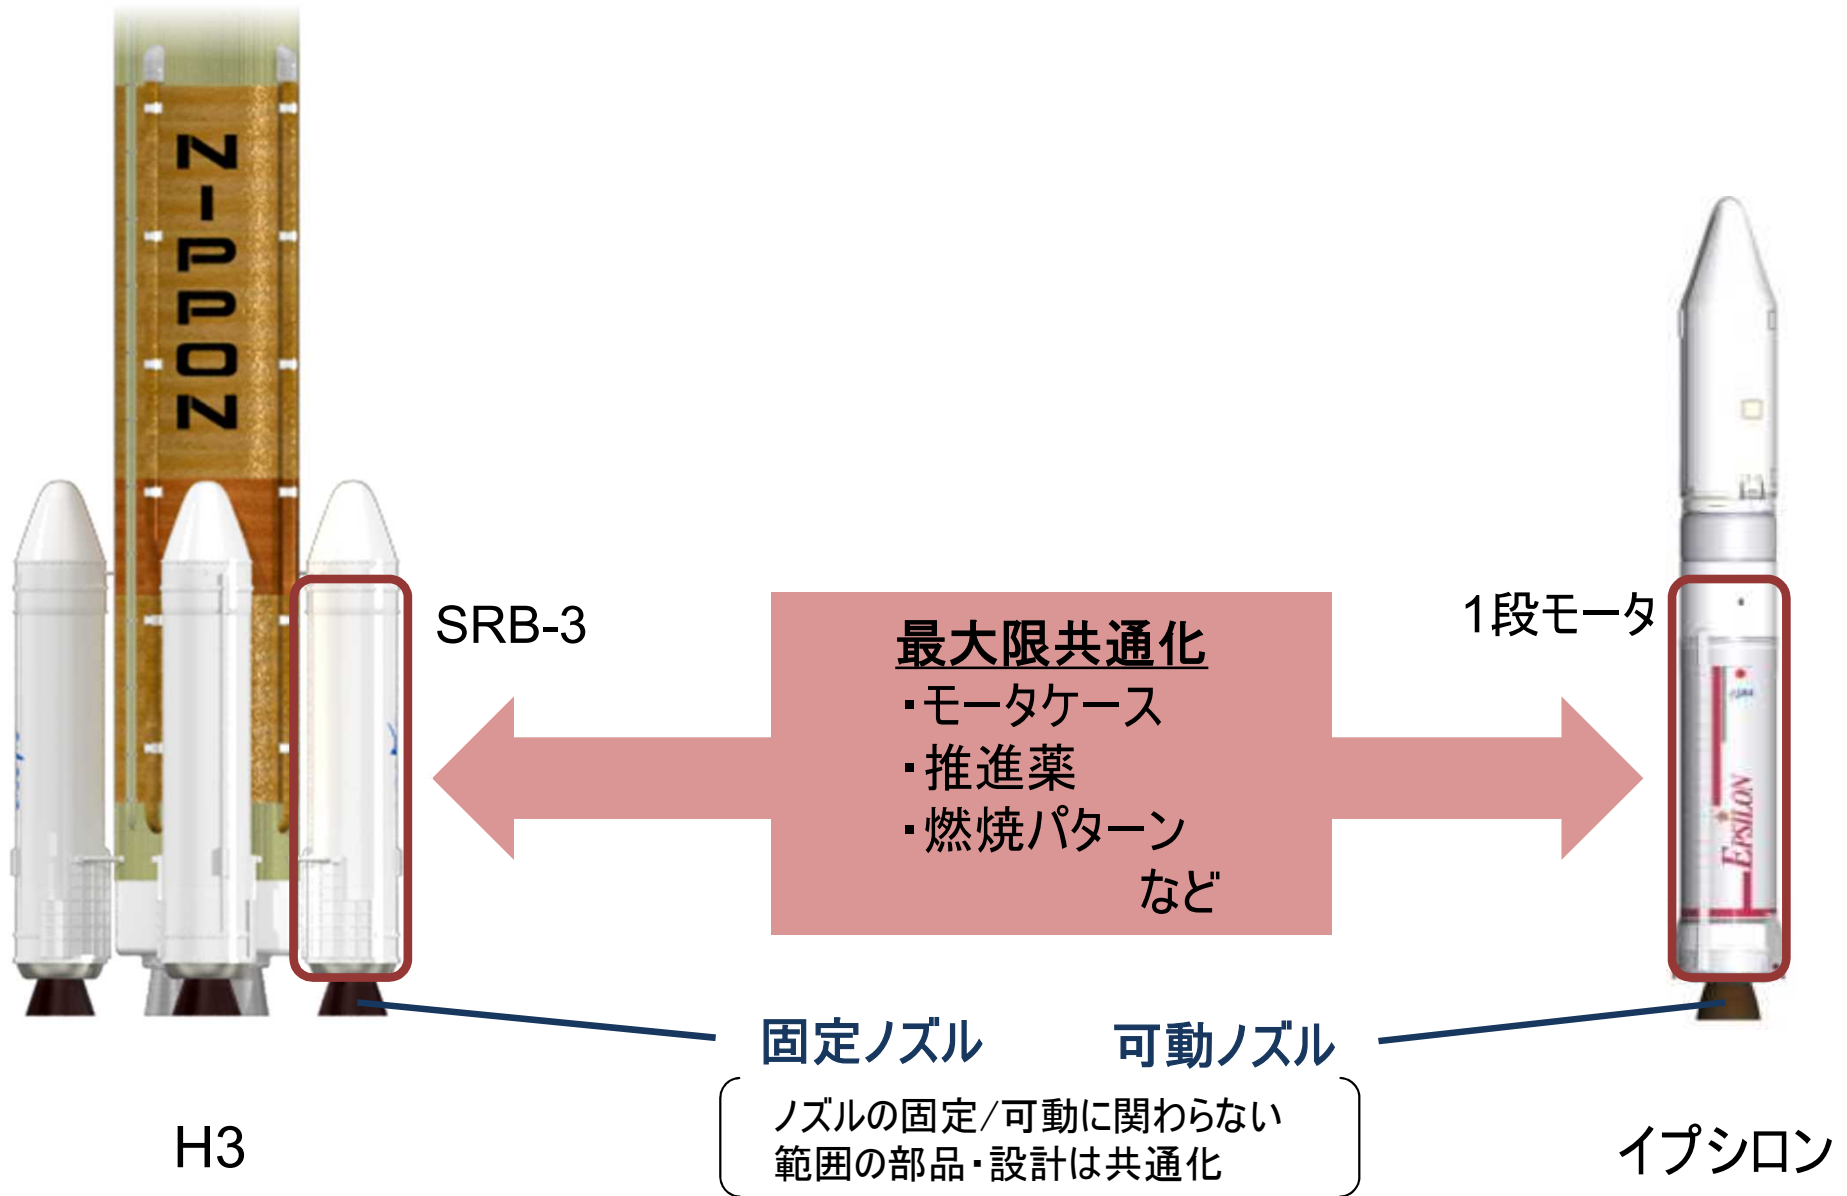 NIPPON
SRB-3
最大限共通化
・モータケース
・推進薬
・燃焼パターン
など
1段モータ
EPSILON
固定ノズル
可動ノズル
ノズルの固定/可動に関わらない
範囲の部品・設計は共通化
H3
イプシロン